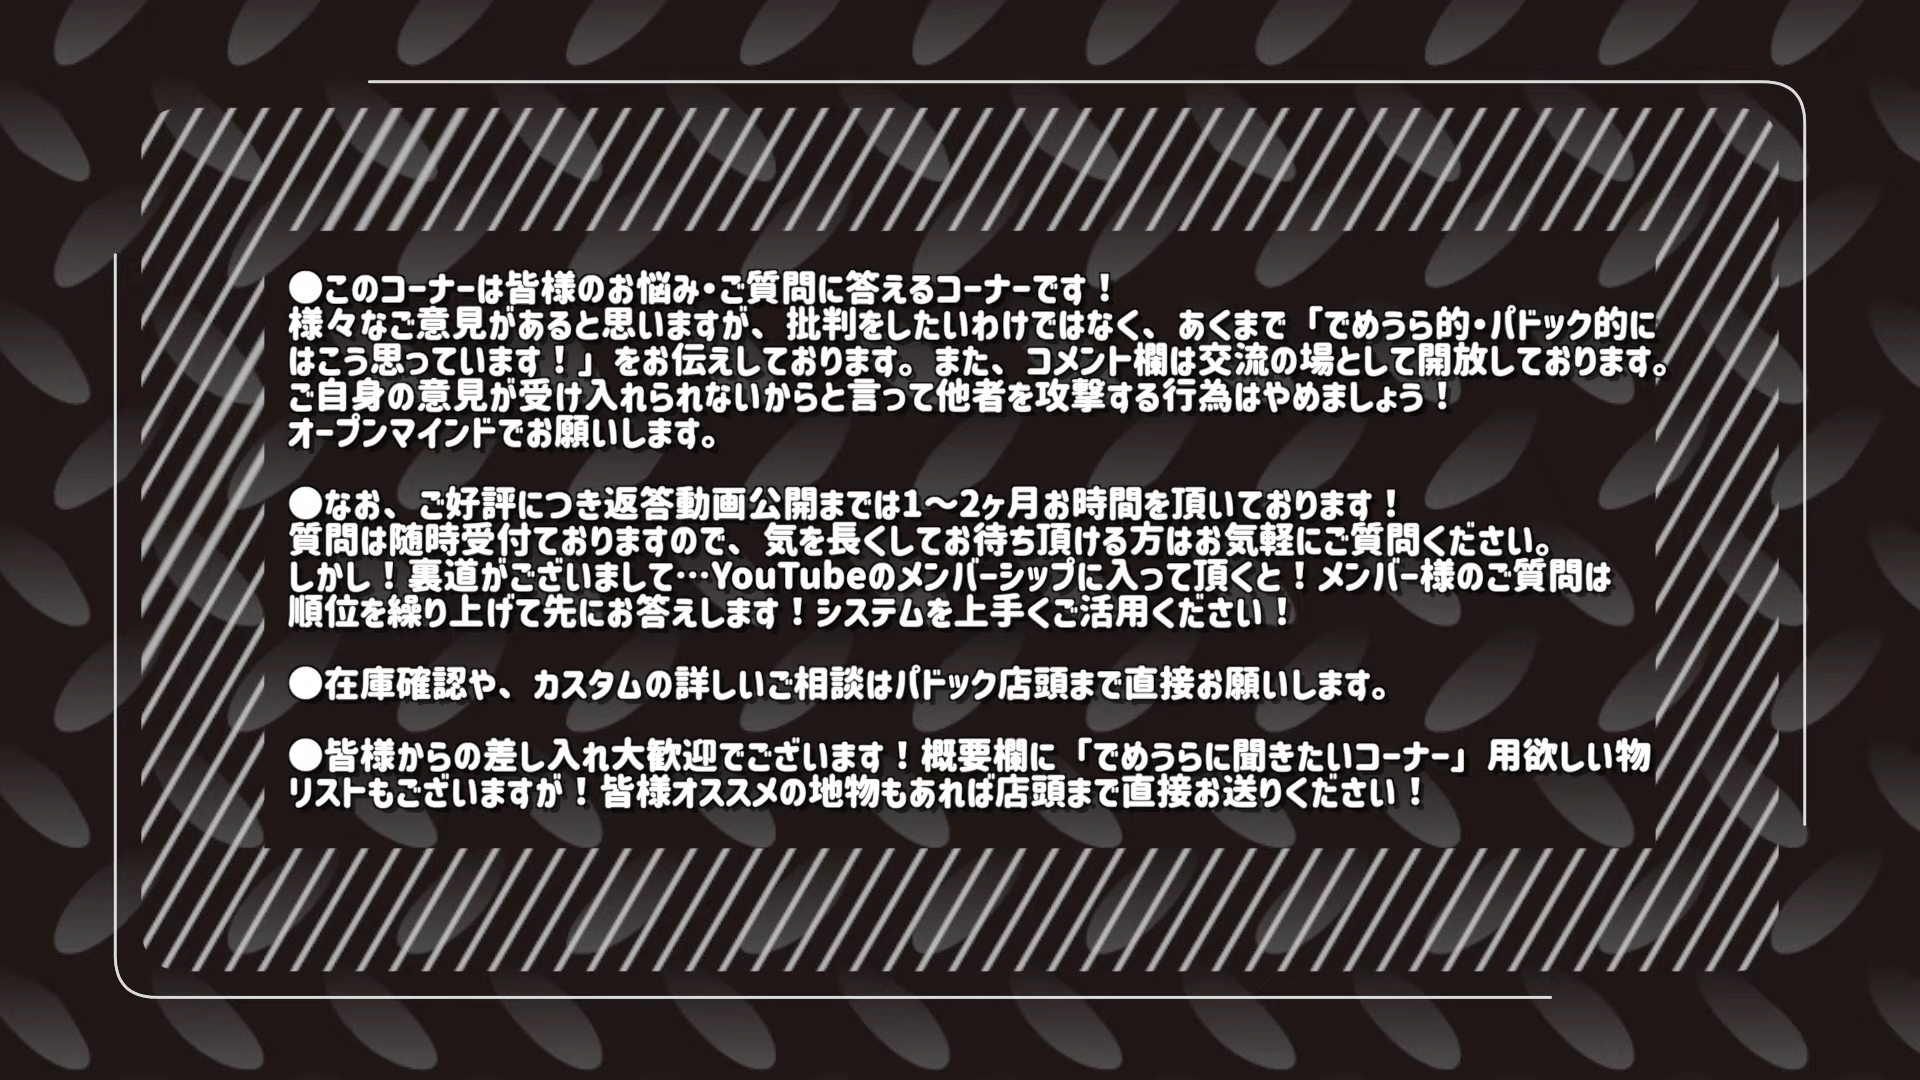 ●このコーナーは皆様のお悩み・ご質問に答えるコーナーです！
様々なご意見があると思いますが、批判をしたいわけではなく、あくまで「でめうら的・パドック的に
はこう思っています！」をお伝えしております。また、コメント欄は交流の場として開放しております。
ご自身の意見が受け入れられないからと言って他者を攻撃する行為はやめましょう！
オープンマインドでお願いします。
●なお、ご好評につき返答動画公開までは1〜2ヶ月お時間を頂いております！
質問は随時受付ておりますので、気を長くしてお待ち頂ける方はお気軽にご質問ください。
しかし！裏道がございまして…YouTubeのメンバーシップに入って頂くと！メンバー様のご質問は
順位を繰り上げて先にお答えします！システムを上手くご活用ください！
●在庫確認や、カスタムの詳しいご相談はパドック店頭まで直接お願いします。
●皆様からの差し入れ大歓迎でございます！概要欄に「でめうらに聞きたいコーナー」用欲しい物
リストもございますが！皆様オススメの地物もあれば店頭まで直接お送りください！